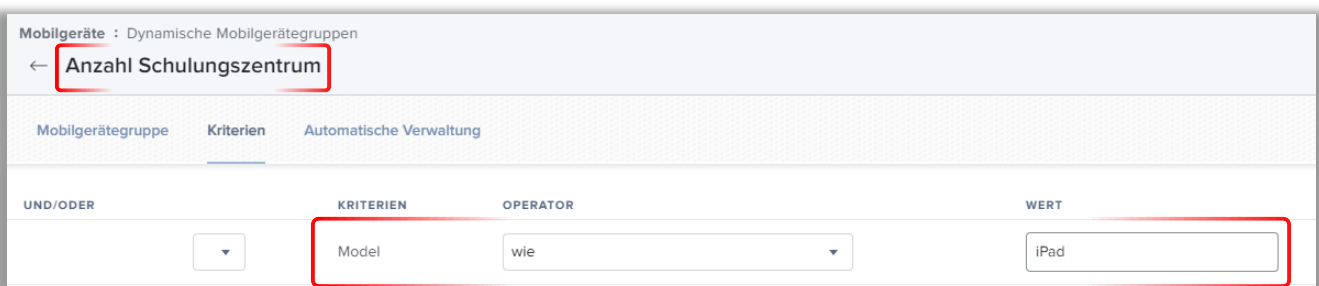 Mobilgeräte : Dynamische Mobilgerätegruppen
← Anzahl Schulungszentrum
Mobilgerätegruppe Kriterien Automatische Verwaltung
UND/ODER KRITERIEN OPERATOR WERT
Model wie iPad